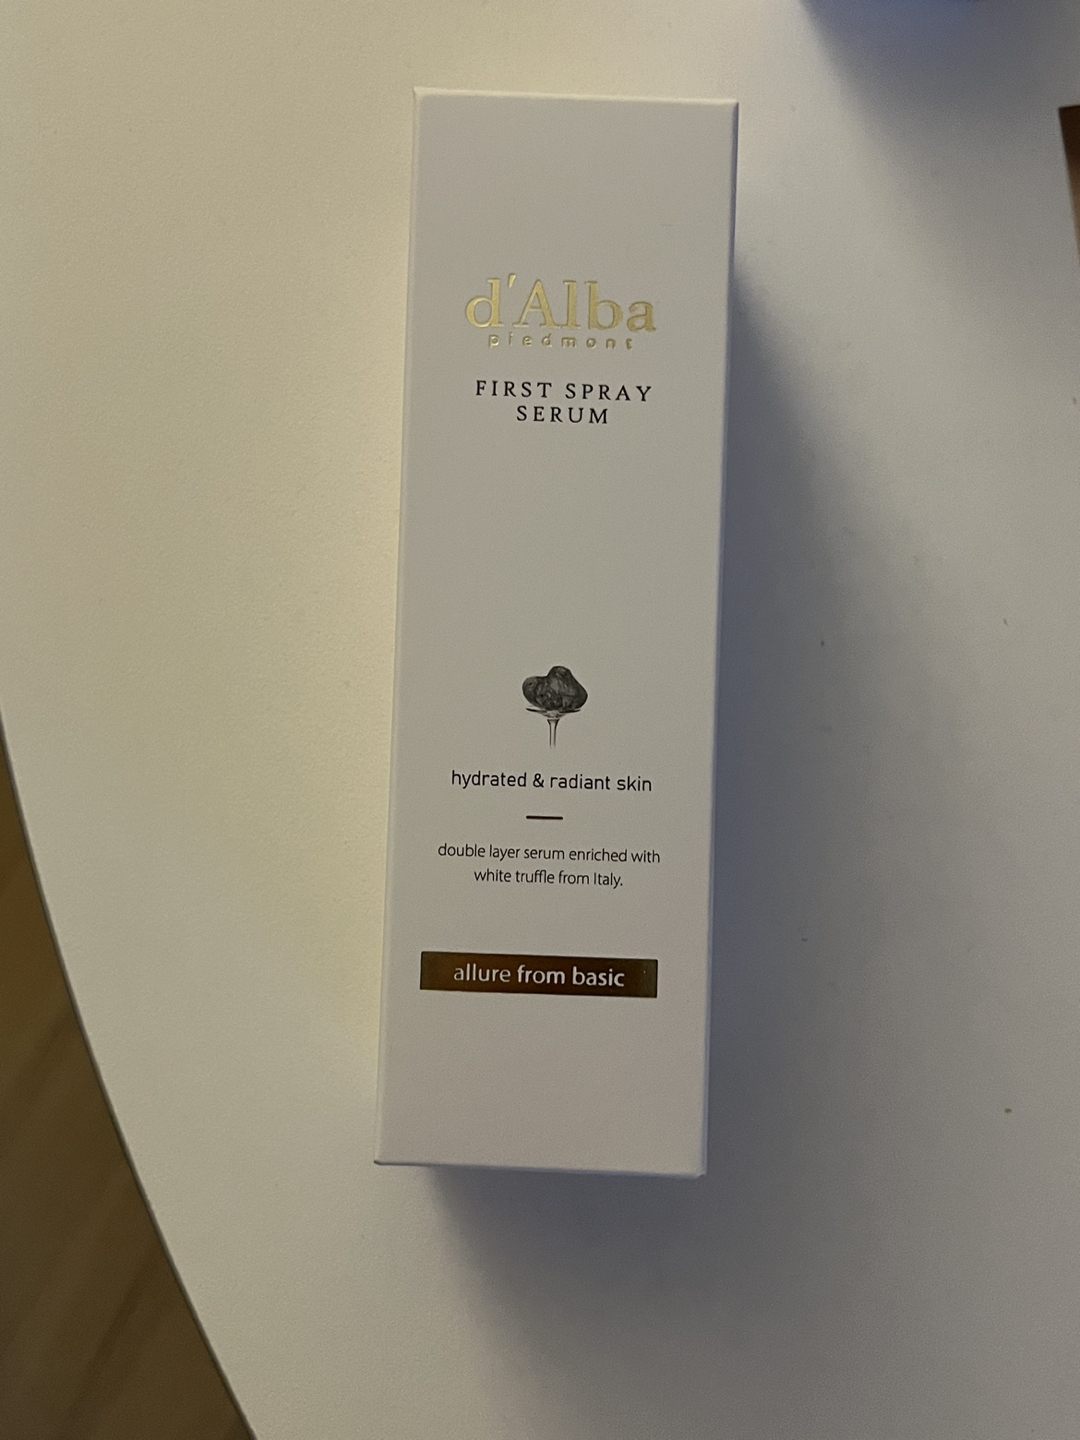 d'Alba
piedmont
FIRST SPRAY
SERUM
hydrated & radiant skin
double layer serum enriched with
white truffle from Italy.
allure from basic